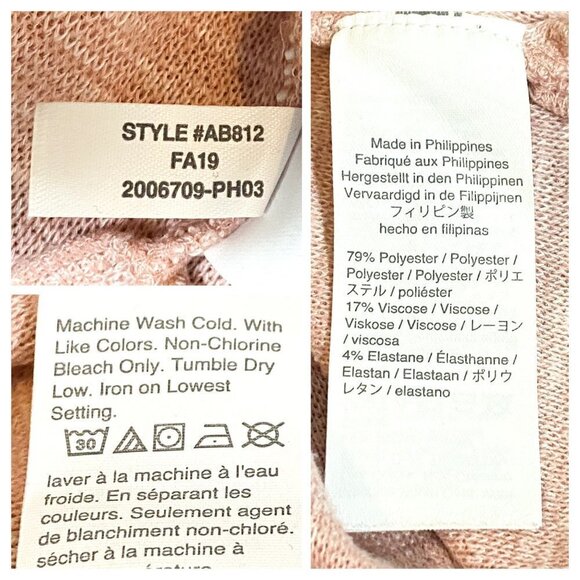 STYLE #AB812
FA19
2006709-PH03
Made in Philippines
Fabriqué aux Philippines
Hergestellt in den Philippinen
Vervaardigd in de Filippijnen
フィリピン製
hecho en filipinas
79% Polyester / Polyester /
Polyester / Polyester / ポリエ
ステル / poliéster
17% Viscose / Viscose /
Viskose / Viscose / レーヨン
/ viscosa
4% Elastane / Élasthanne /
Elastan / Elastaan / ポリウ
レタン / elastano
Machine Wash Cold. With
Like Colors. Non-Chlorine
Bleach Only. Tumble Dry
Low. Iron on Lowest
Setting.
30
laver à la machine à l'eau
froide. En séparant les
couleurs. Seulement agent
de blanchiment non-chloré.
sécher à la machine à